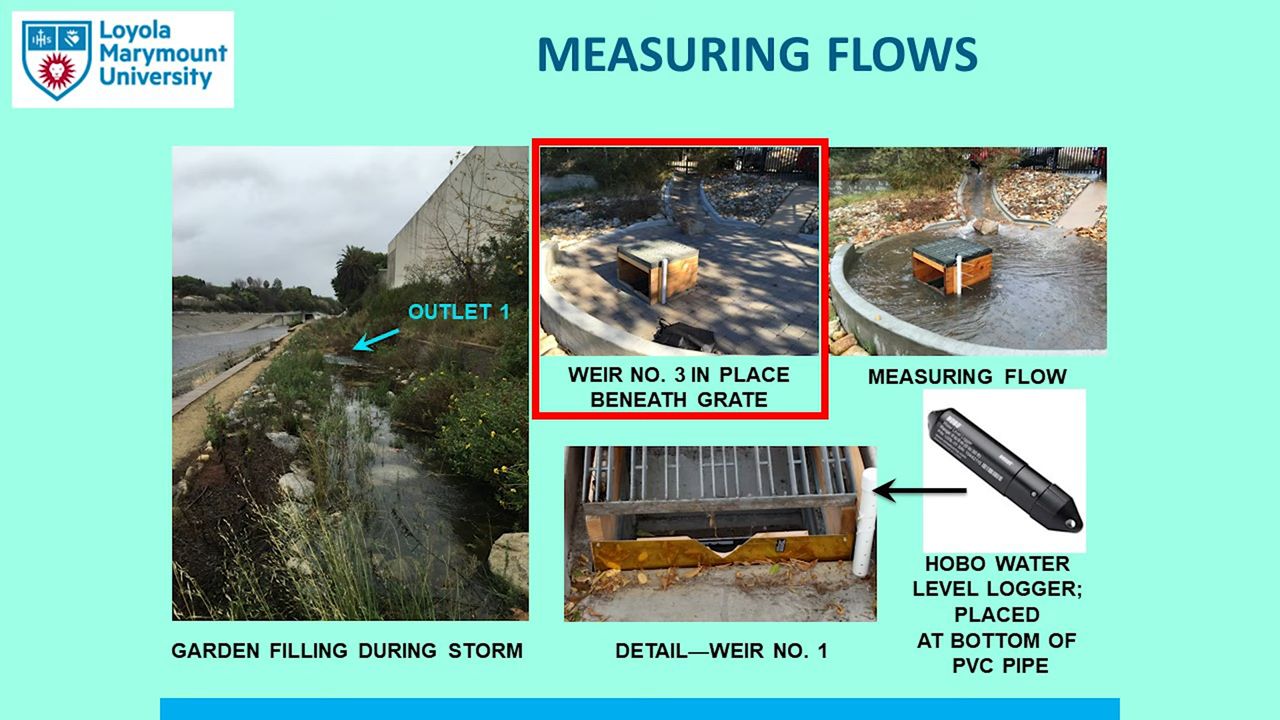 Loyola
Marymount
University
MEASURING FLOWS
OUTLET 1
WEIR NO. 3 IN PLACE
BENEATH GRATE
MEASURING FLOW
GARDEN FILLING DURING STORM
DETAIL—WEIR NO. 1
HOBO WATER
LEVEL LOGGER;
PLACED
AT BOTTOM OF
PVC PIPE